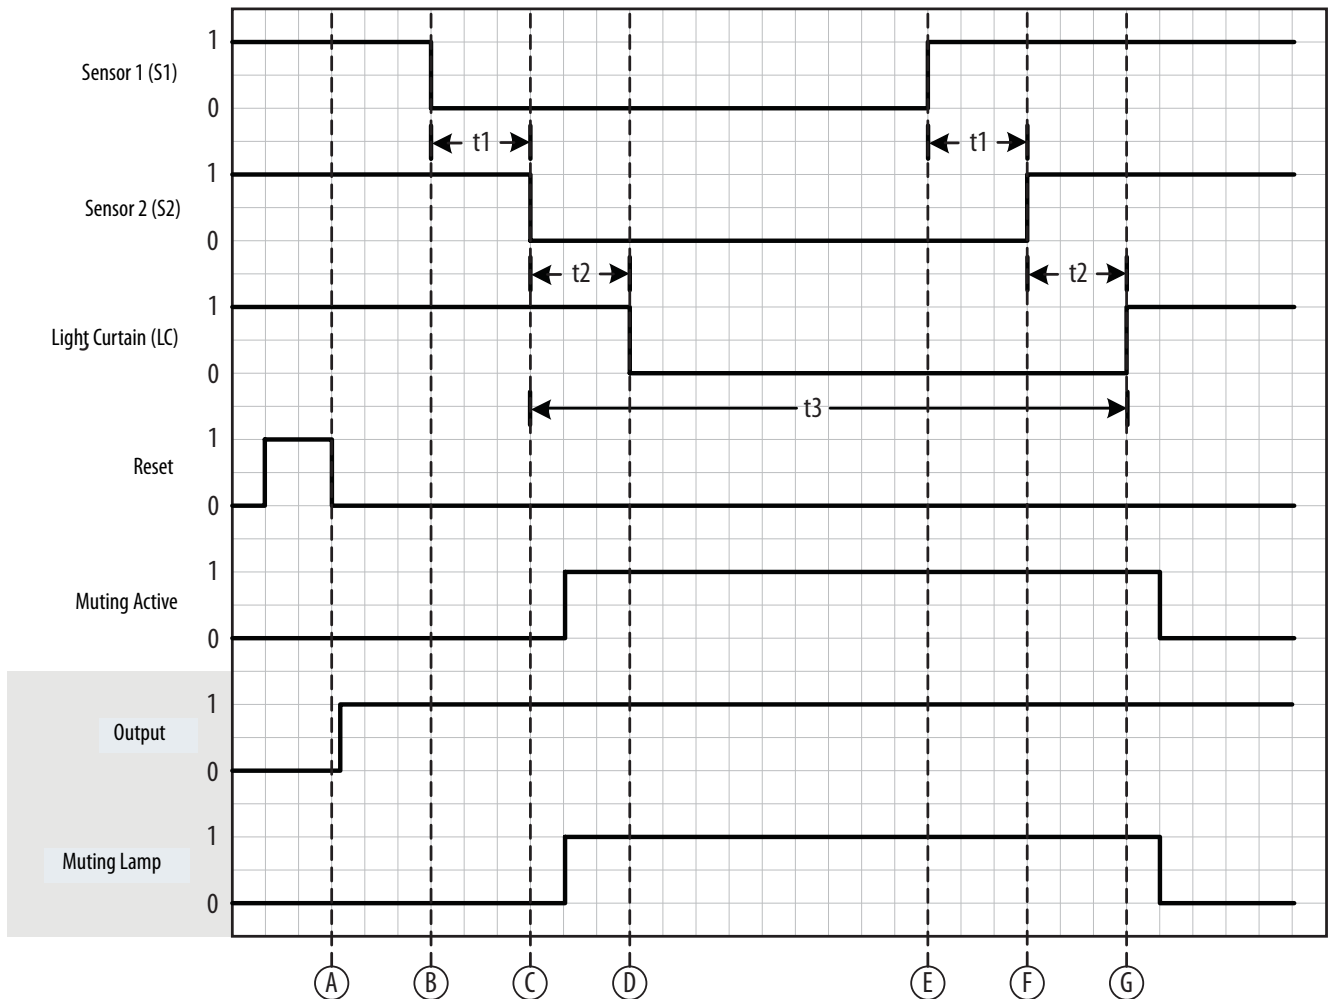 1
Sensor 1 (S1)
0
t1
t1
1
Sensor 2 (S2)
0
t2
t2
1
Light Curtain (LC)
0
t3
1
Reset
0
1
Muting Active
0
1
Output
0
1
Muting Lamp
0
A B C D E F G